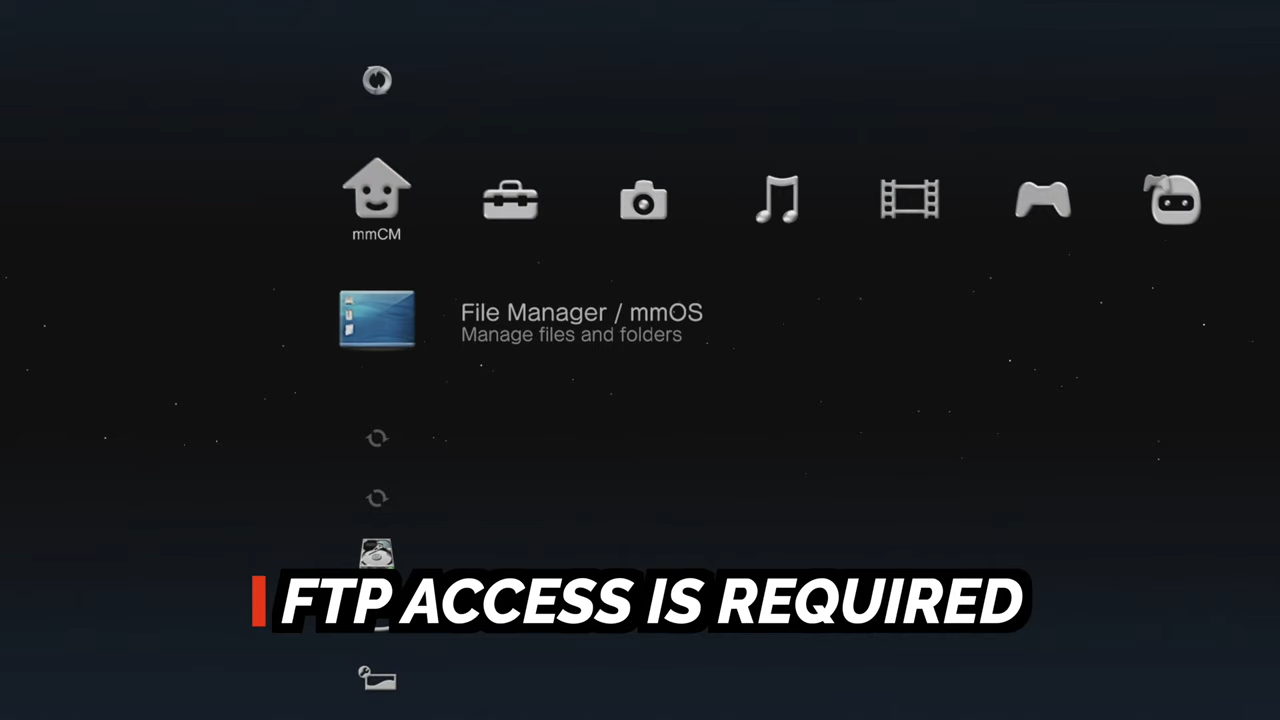 mmCM
File Manager / mmOS
Manage files and folders
FTP ACCESS IS REQUIRED